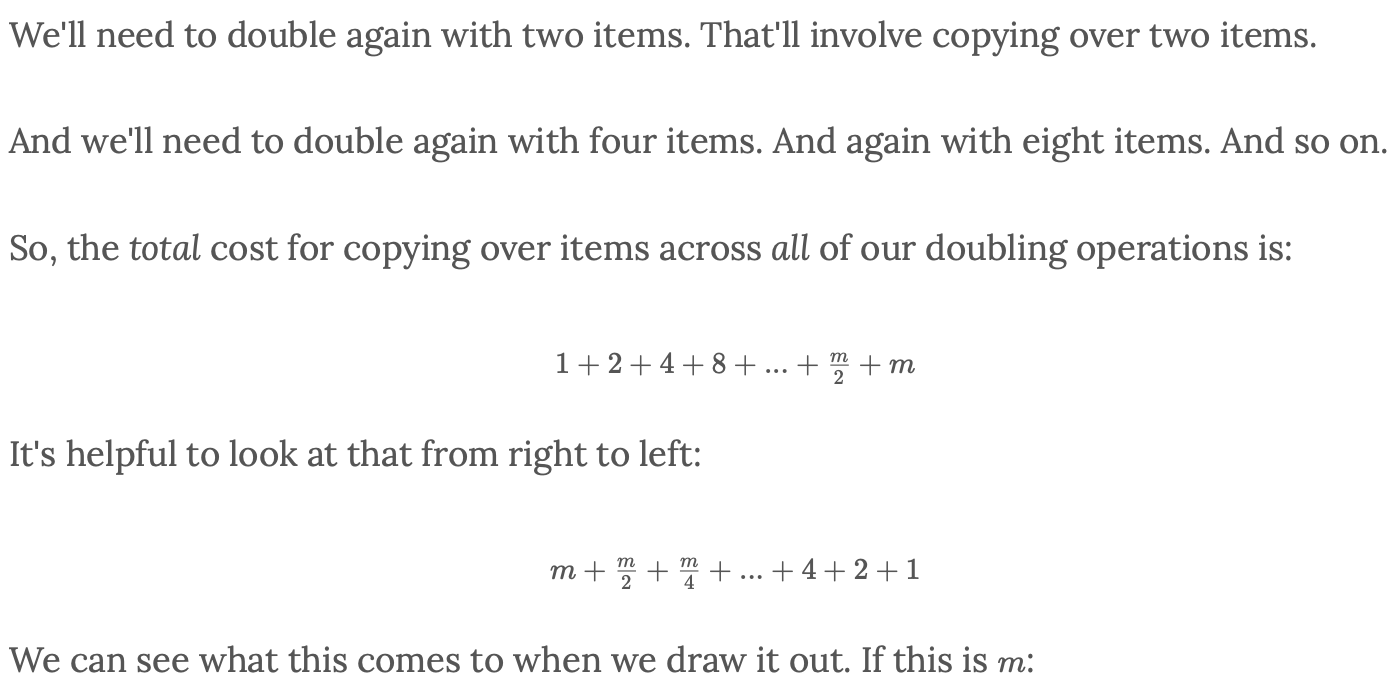 We'll need to double again with two items. That'll involve copying over two items.
And we'll need to double again with four items. And again with eight items. And so on.
So, the total cost for copying over items across all of our doubling operations is:
1 + 2 + 4 + 8 + ... + m/2 + m
It's helpful to look at that from right to left:
m + m/2 + m/4 + ... + 4 + 2 + 1
We can see what this comes to when we draw it out. If this is m: